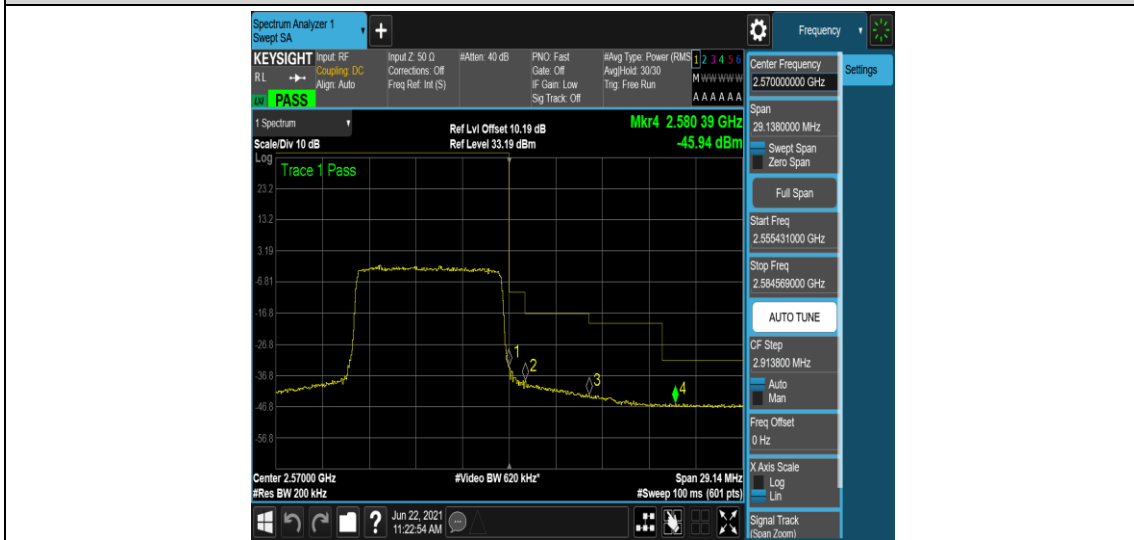 Spectrum Analyzer 1
Swept SA
Frequency
KEYSIGHT
Input: RF
Coupling: DC
Align: Auto
R L
LXI
PASS
Input Z: 50 Ω
Corrections: Off
Freq Ref: Int (S)
#Atten: 40 dB
PNO: Fast
Gate: Off
IF Gain: Low
Sig Track: Off
#Avg Type: Power (RMS
Avg|Hold: 30/30
Trig: Free Run
1 2 3 4 5 6
M W W W W W
A A A A A A
Center Frequency
2.570000000 GHz
Settings
Span
29.1380000 MHz
Swept Span
Zero Span
Full Span
Start Freq
2.555431000 GHz
Stop Freq
2.584569000 GHz
AUTO TUNE
CF Step
2.913800 MHz
Auto
Man
Freq Offset
0 Hz
X Axis Scale
Log
Lin
Signal Track
(Span Zoom)
1 Spectrum
Scale/Div 10 dB
Ref Lvl Offset 10.19 dB
Ref Level 33.19 dBm
Mkr4 2.580 39 GHz
-45.94 dBm
Log
Trace 1 Pass
23.2
13.2
3.19
-6.81
-16.8
-26.8
-36.8
-46.8
-56.8
1
2
3
4
Center 2.57000 GHz
#Res BW 200 kHz
#Video BW 620 kHz*
Span 29.14 MHz
#Sweep 100 ms (601 pts)
?
Jun 22, 2021
11:22:54 AM